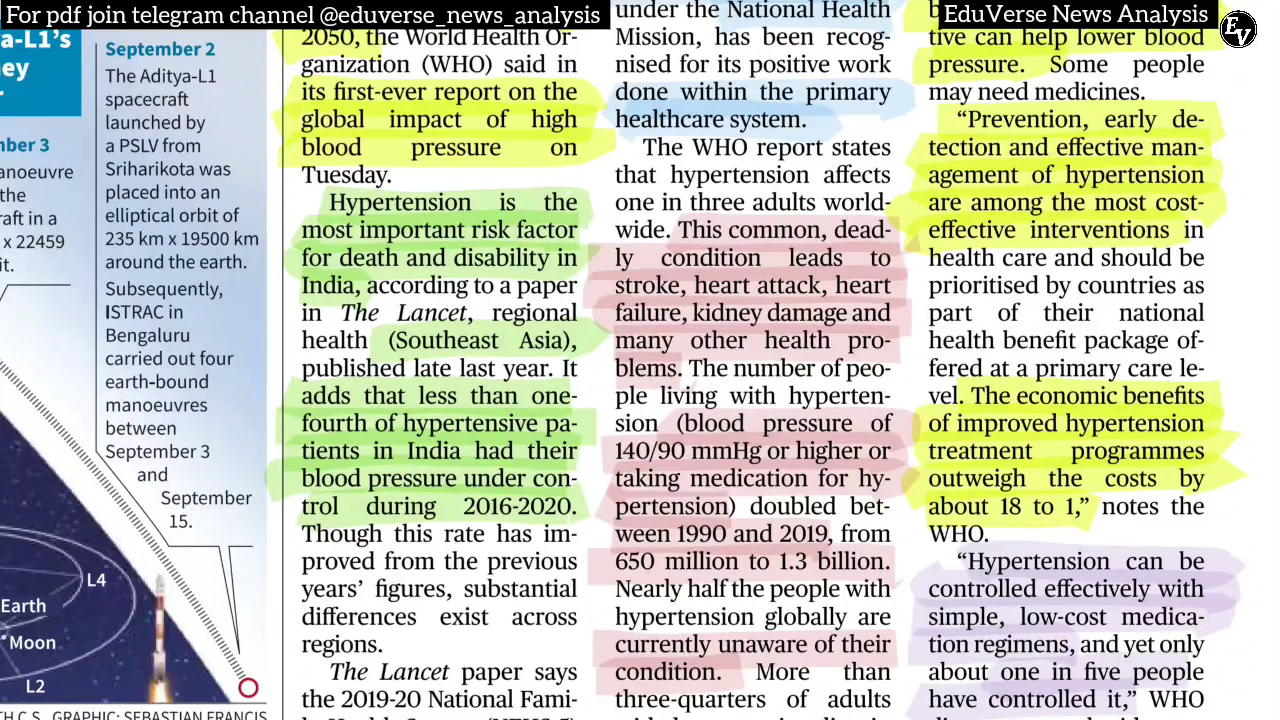 For pdf join telegram channel @eduverse_news_analysis
EduVerse News Analysis
EV
a-L1's
ey
September 2
The Aditya-L1
spacecraft
launched by
a PSLV from
Sriharikota was
placed into an
elliptical orbit of
235 km x 19500 km
around the earth.
Subsequently,
ISTRAC in
Bengaluru
carried out four
earth-bound
manoeuvres
between
September 3
and
September
15.
mber 3
anoeuvre
the
raft in a
x 22459
it.
L4
Earth
Moon
L2
GRAPHIC: SEBASTIAN FRANCIS
2050, the World Health Or-
ganization (WHO) said in
its first-ever report on the
global impact of high
blood pressure on
Tuesday.
Hypertension is the
most important risk factor
for death and disability in
India, according to a paper
in The Lancet, regional
health (Southeast Asia),
published late last year. It
adds that less than one-
fourth of hypertensive pa-
tients in India had their
blood pressure under con-
trol during 2016-2020.
Though this rate has im-
proved from the previous
years' figures, substantial
differences exist across
regions.
The Lancet paper says
the 2019-20 National Fami-
under the National Health
Mission, has been recog-
nised for its positive work
done within the primary
healthcare system.
The WHO report states
that hypertension affects
one in three adults world-
wide. This common, dead-
ly condition leads to
stroke, heart attack, heart
failure, kidney damage and
many other health pro-
blems. The number of peo-
ple living with hyperten-
sion (blood pressure of
140/90 mmHg or higher or
taking medication for hy-
pertension) doubled bet-
ween 1990 and 2019, from
650 million to 1.3 billion.
Nearly half the people with
hypertension globally are
currently unaware of their
condition. More than
three-quarters of adults
tive can help lower blood
pressure. Some people
may need medicines.
“Prevention, early de-
tection and effective man-
agement of hypertension
are among the most cost-
effective interventions in
health care and should be
prioritised by countries as
part of their national
health benefit package of-
fered at a primary care le-
vel. The economic benefits
of improved hypertension
treatment programmes
outweigh the costs by
about 18 to 1,” notes the
WHO.
“Hypertension can be
controlled effectively with
simple, low-cost medica-
tion regimens, and yet only
about one in five people
have controlled it,” WHO